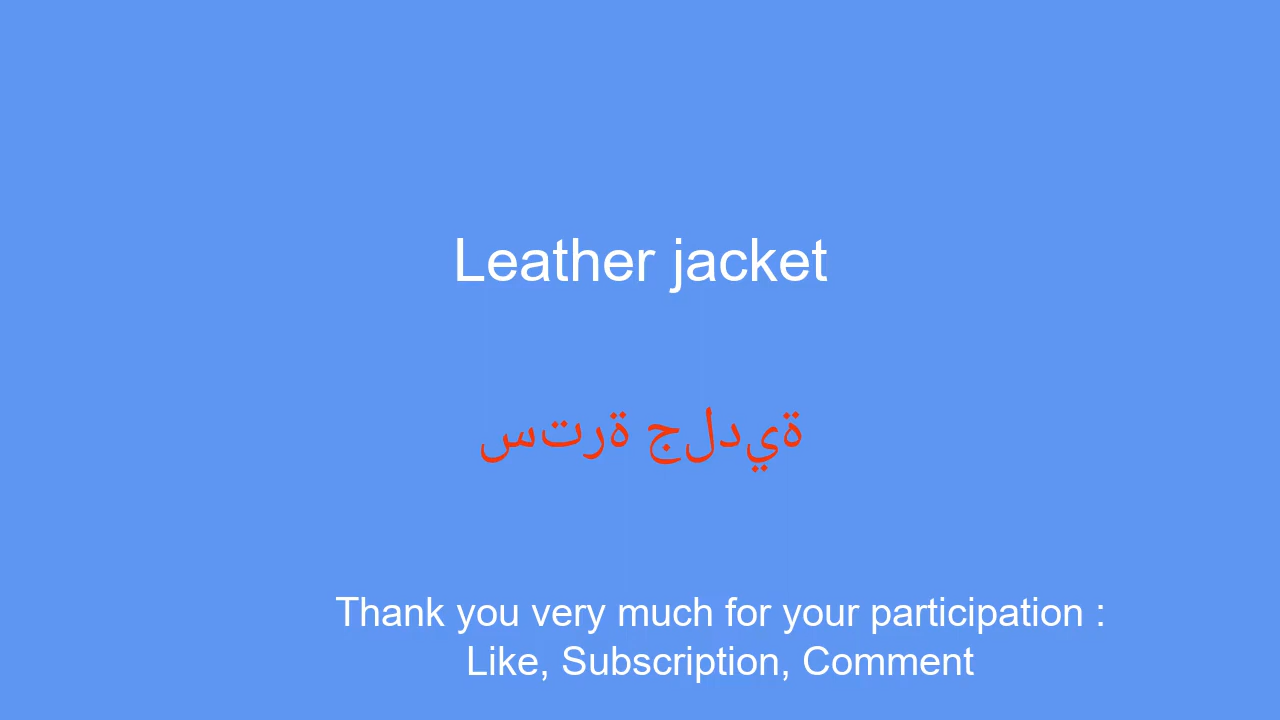 Leather jacket
سترة جلدية
Thank you very much for your participation :
Like, Subscription, Comment